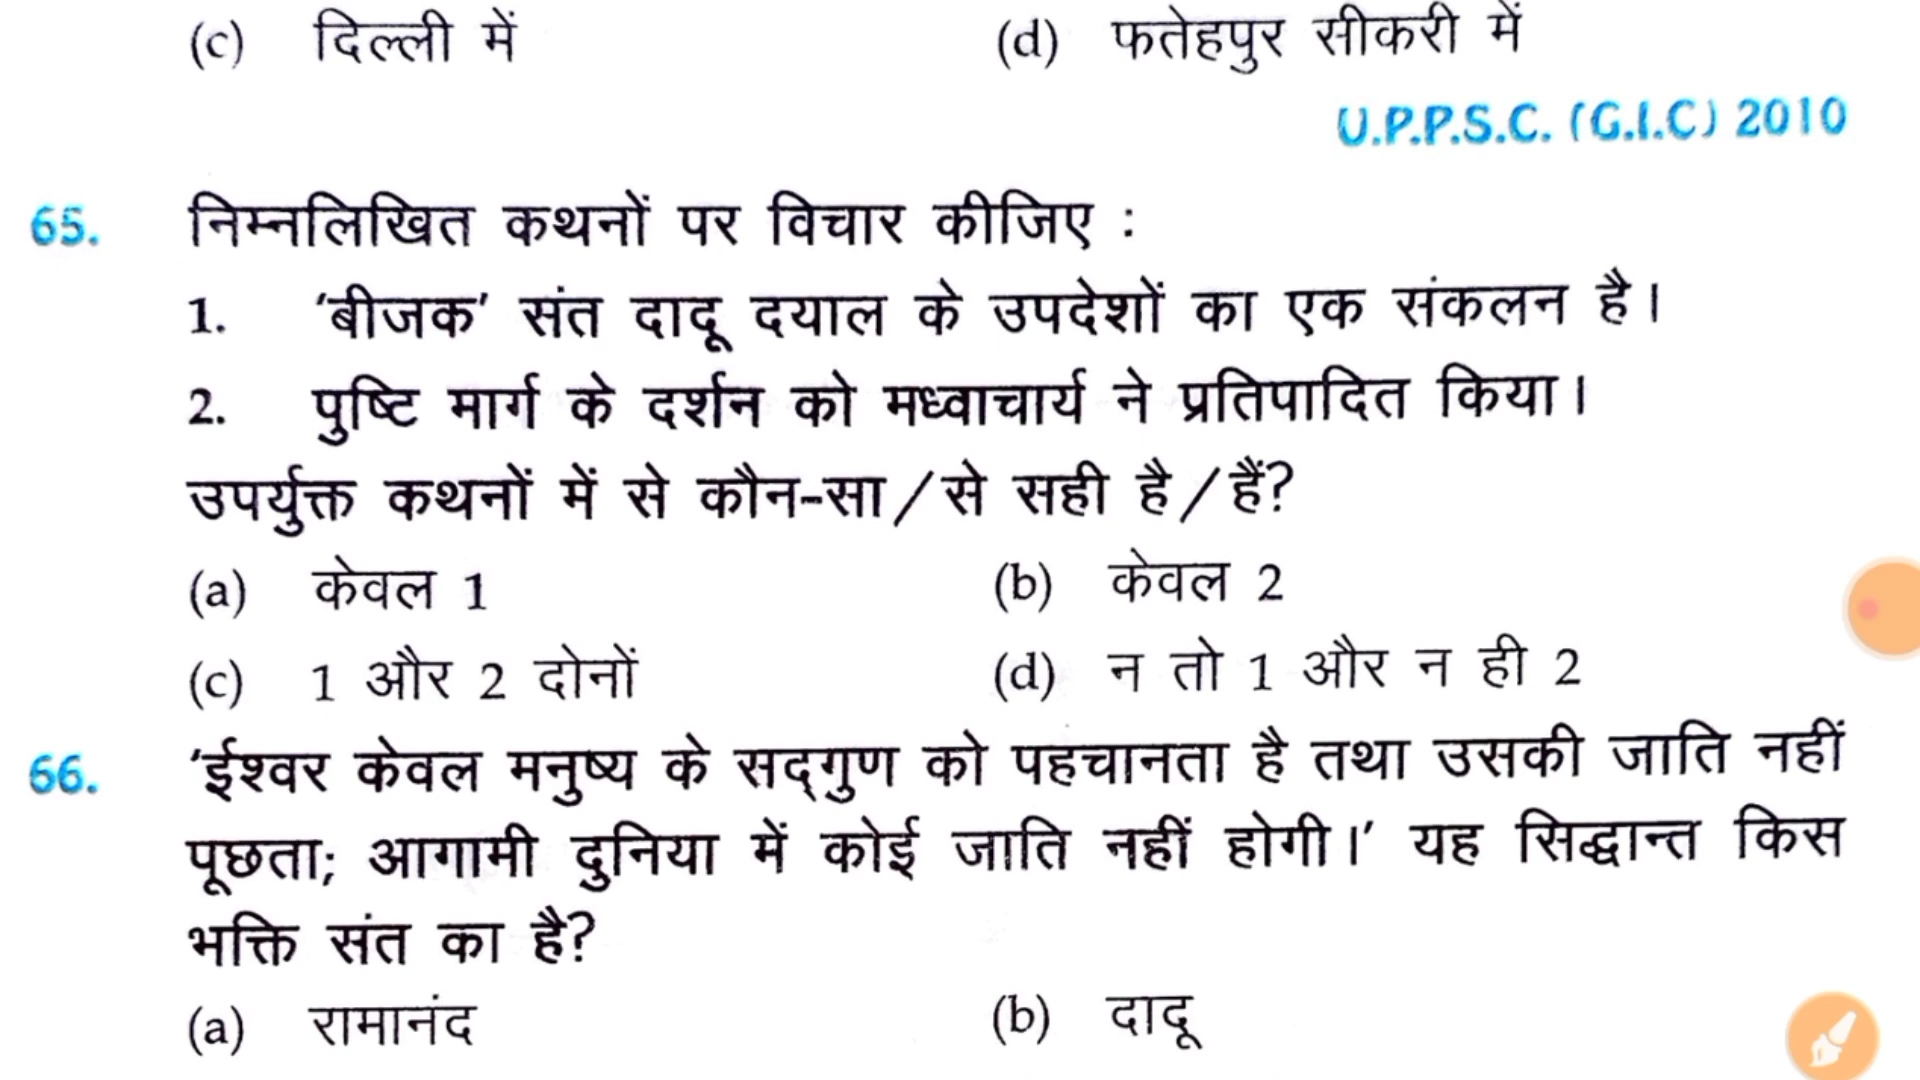 (c) दिल्ली में (d) फतेहपुर सीकरी में
U.P.P.S.C. (G.I.C) 2010
65. निम्नलिखित कथनों पर विचार कीजिए :
1. 'बीजक' संत दादू दयाल के उपदेशों का एक संकलन है।
2. पुष्टि मार्ग के दर्शन को मध्वाचार्य ने प्रतिपादित किया।
उपर्युक्त कथनों में से कौन-सा/से सही है/हैं?
(a) केवल 1 (b) केवल 2
(c) 1 और 2 दोनों (d) न तो 1 और न ही 2
66. 'ईश्वर केवल मनुष्य के सद्‌गुण को पहचानता है तथा उसकी जाति नहीं
पूछता; आगामी दुनिया में कोई जाति नहीं होगी।' यह सिद्धान्त किस
भक्ति संत का है?
(a) रामानंद (b) दादू